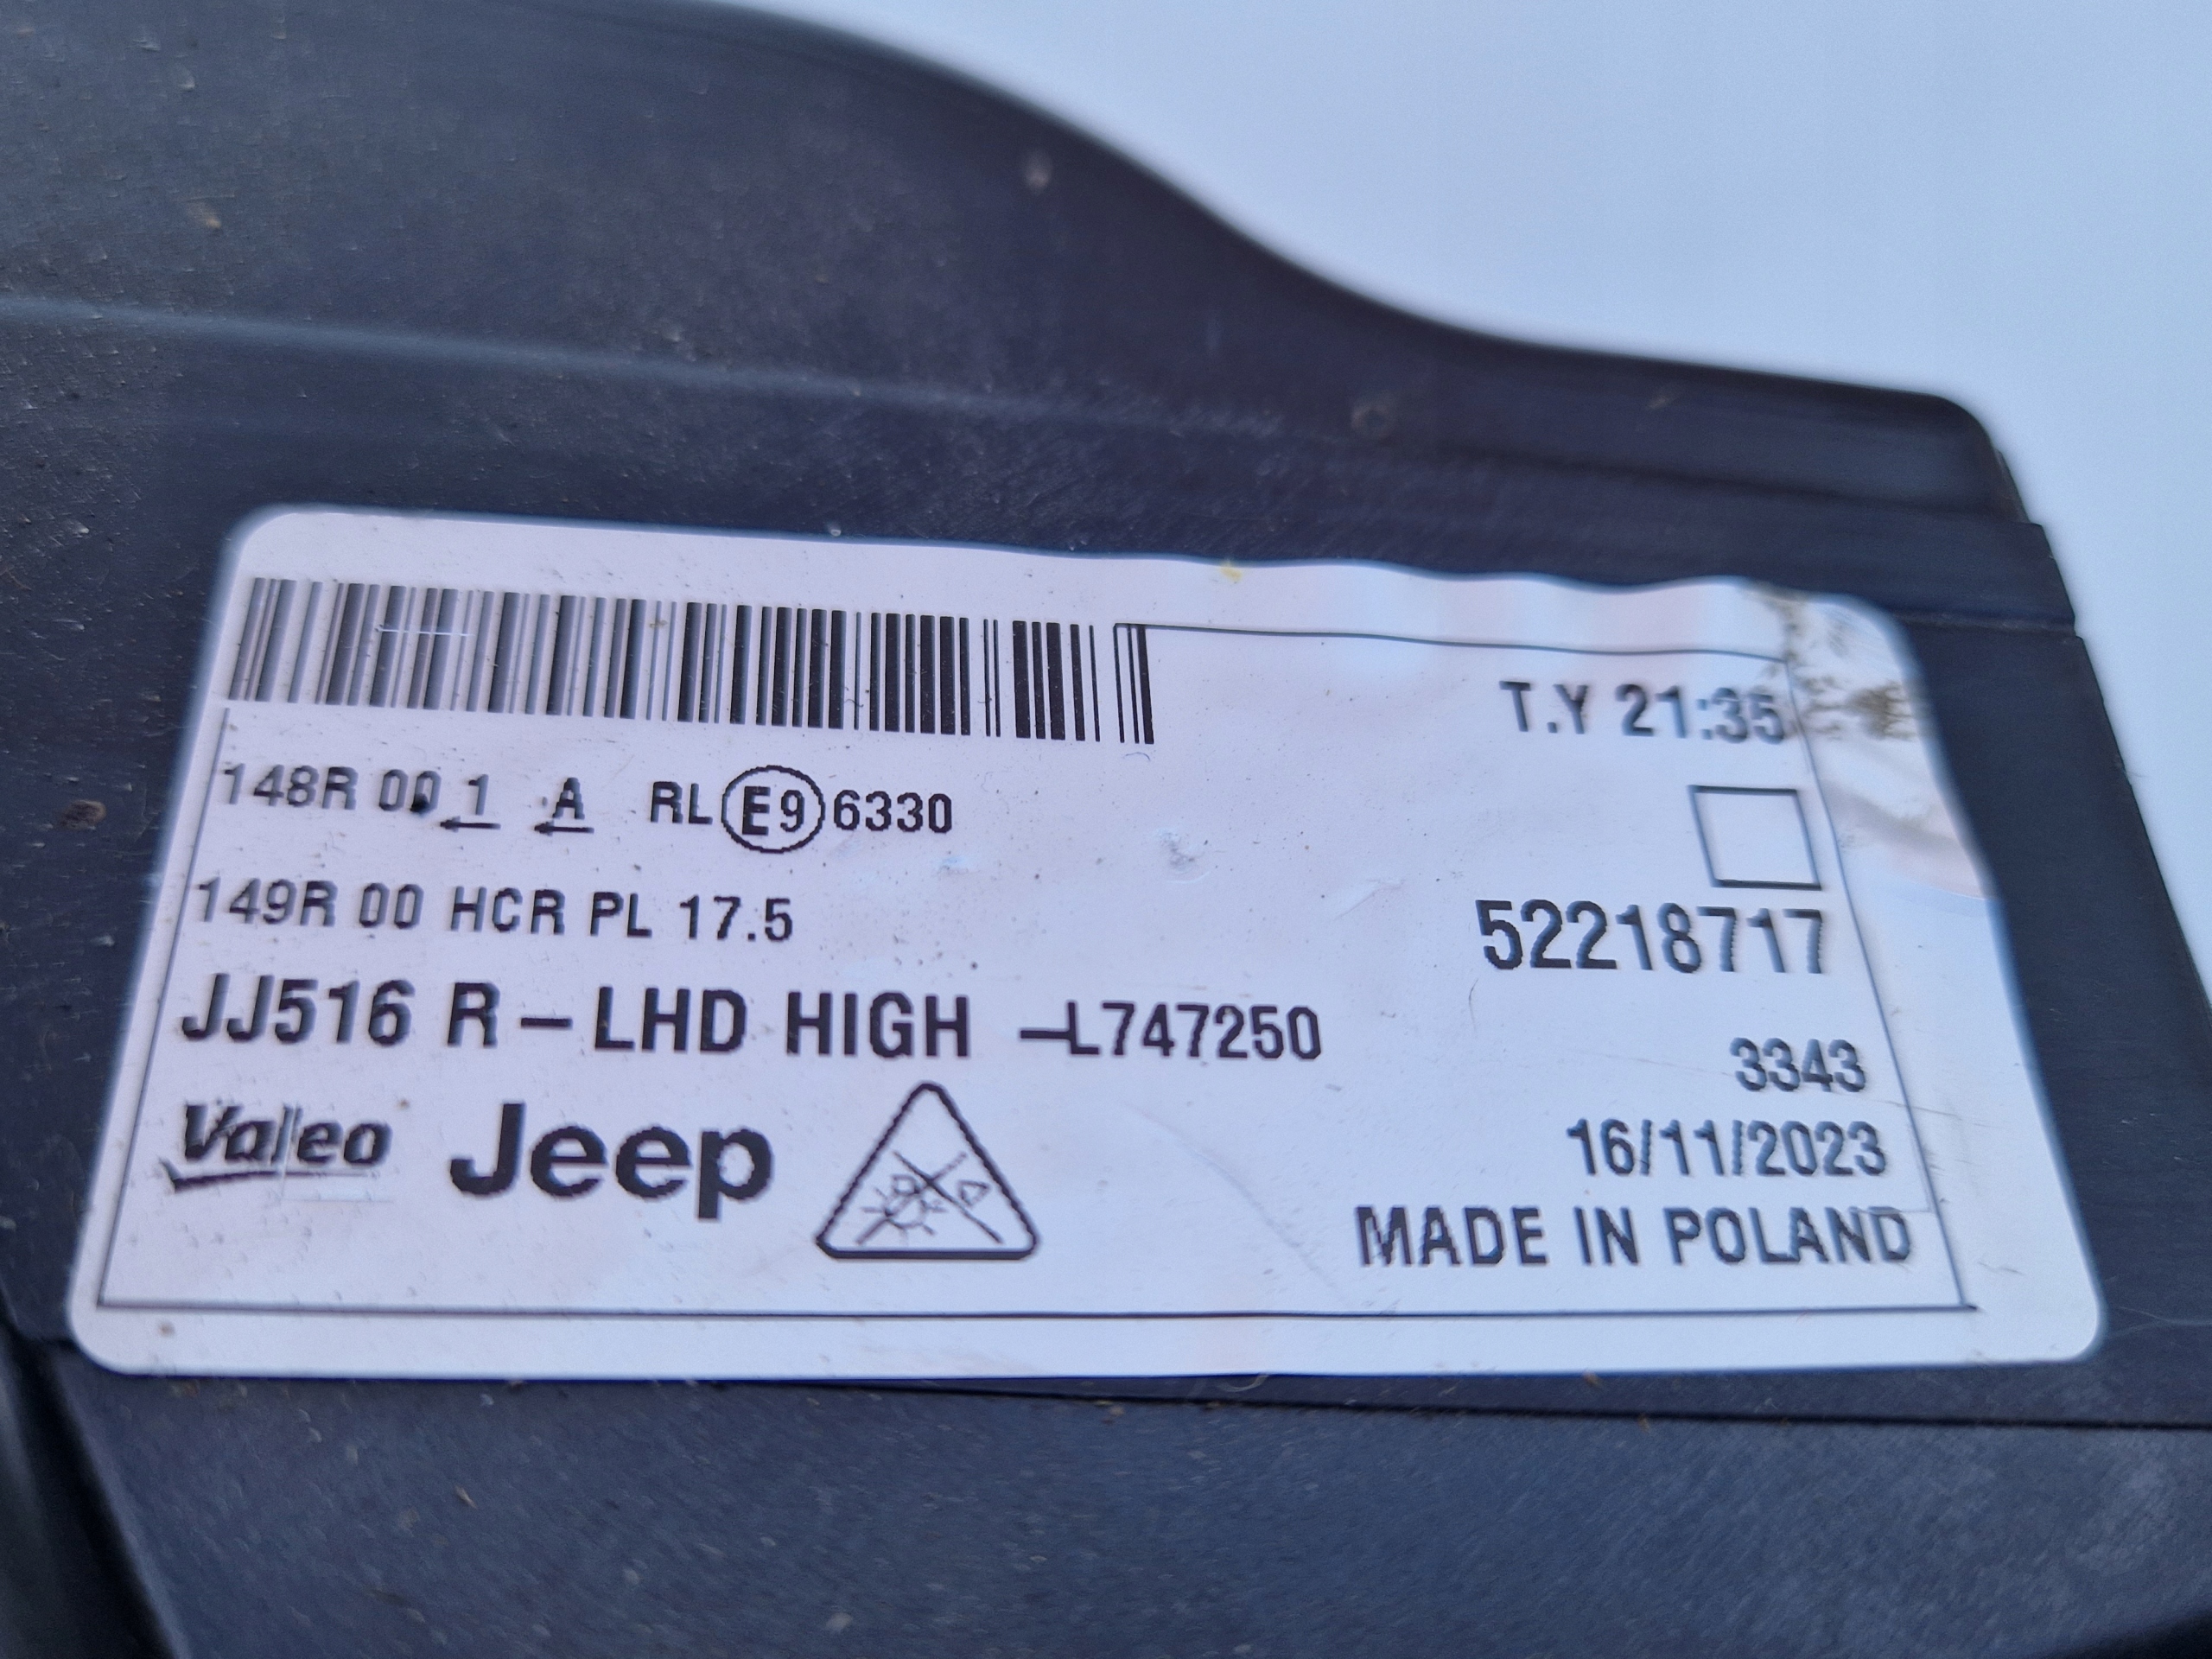 T.Y 21:35
148R 00 1 A RL E9 6330
149R 00 HCR PL 17.5
52218717
JJ516 R - LHD HIGH -L747250
3343
Valeo Jeep
16/11/2023
MADE IN POLAND